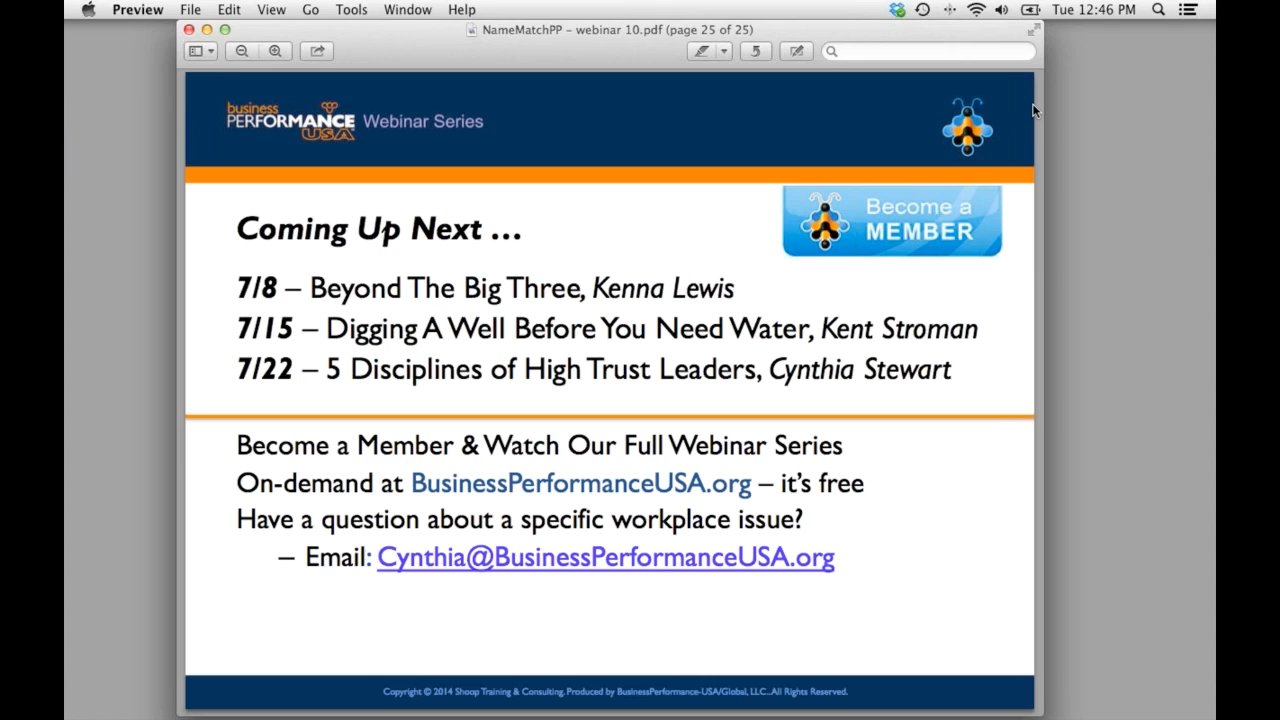 Preview File Edit View Go Tools Window Help Tue 12:46 PM
NameMatchPP – webinar 10.pdf (page 25 of 25)
business
PERFORMANCE
USA
Webinar Series
Become a
MEMBER
Coming Up Next ...
7/8 – Beyond The Big Three, Kenna Lewis
7/15 – Digging A Well Before You Need Water, Kent Stroman
7/22 – 5 Disciplines of High Trust Leaders, Cynthia Stewart
Become a Member & Watch Our Full Webinar Series
On-demand at BusinessPerformanceUSA.org – it's free
Have a question about a specific workplace issue?
– Email: Cynthia@BusinessPerformanceUSA.org
Copyright © 2014 Shoop Training & Consulting. Produced by BusinessPerformance-USA/Global, LLC..All Rights Reserved.